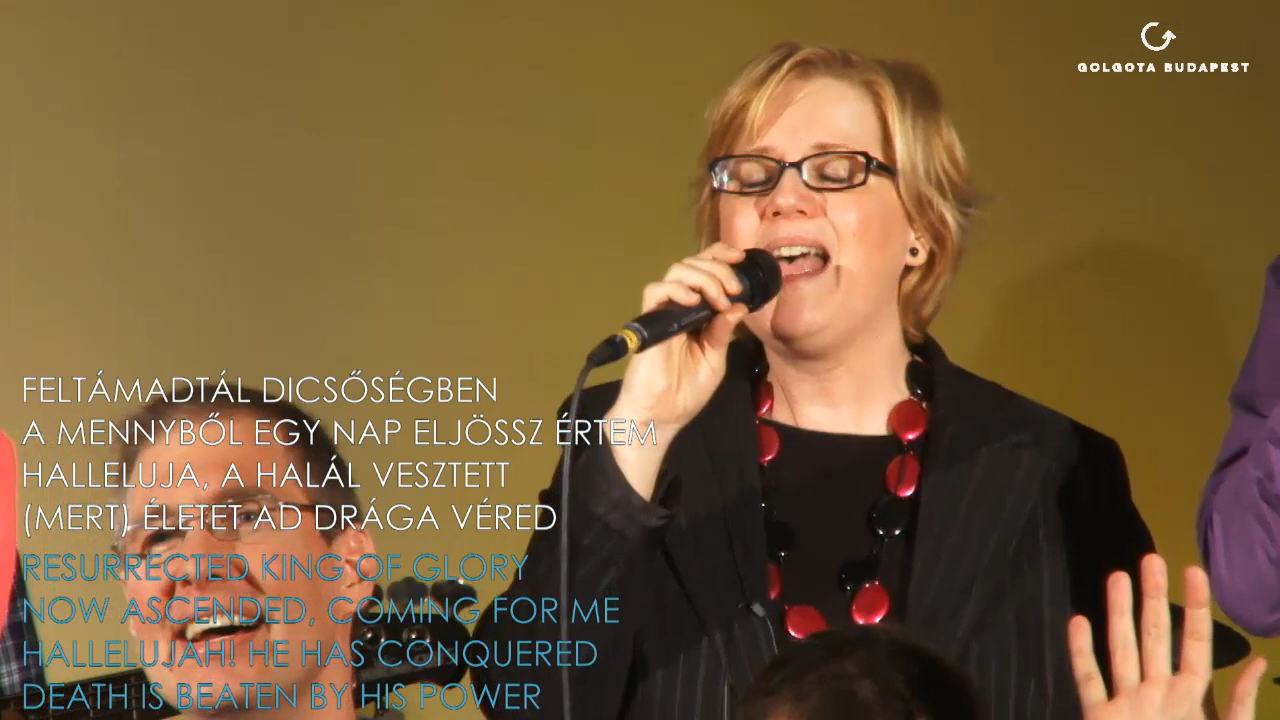 GOLGOTA BUDAPEST
FELTÁMADTÁL DICSŐSÉGBEN
A MENNYBŐL EGY NAP ELJÖSSZ ÉRTEM
HALLELUJA, A HALÁL VESZTETT
(MERT) ÉLETET AD DRÁGA VÉRED
RESURRECTED KING OF GLORY
NOW ASCENDED, COMING FOR ME
HALLELUJAH! HE HAS CONQUERED
DEATH IS BEATEN BY HIS POWER